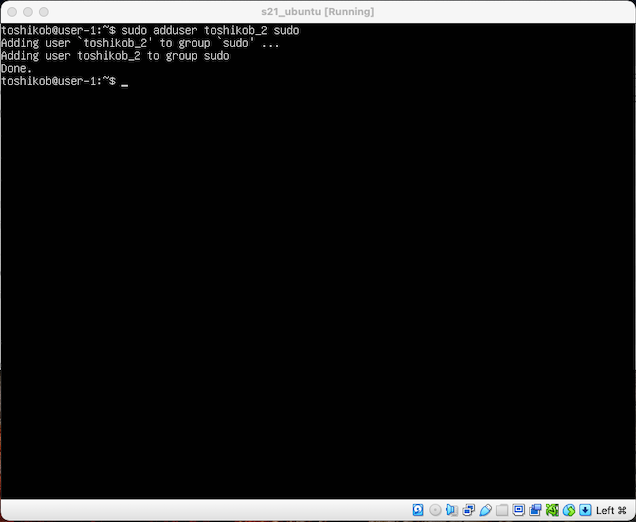 s21_ubuntu [Running]
toshikob@user-1:~$ sudo adduser toshikob_2 sudo
Adding user `toshikob_2' to group `sudo' ...
Adding user toshikob_2 to group sudo
Done.
toshikob@user-1:~$ _
Left ⌘